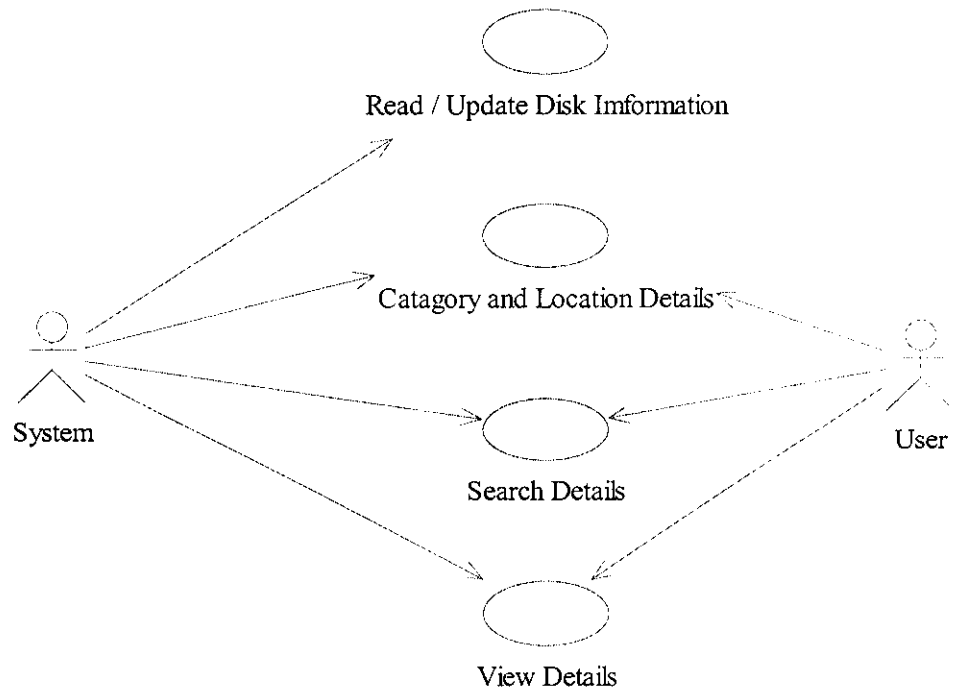 Read / Update Disk Imformation
Catagory and Location Details
System
User
Search Details
View Details